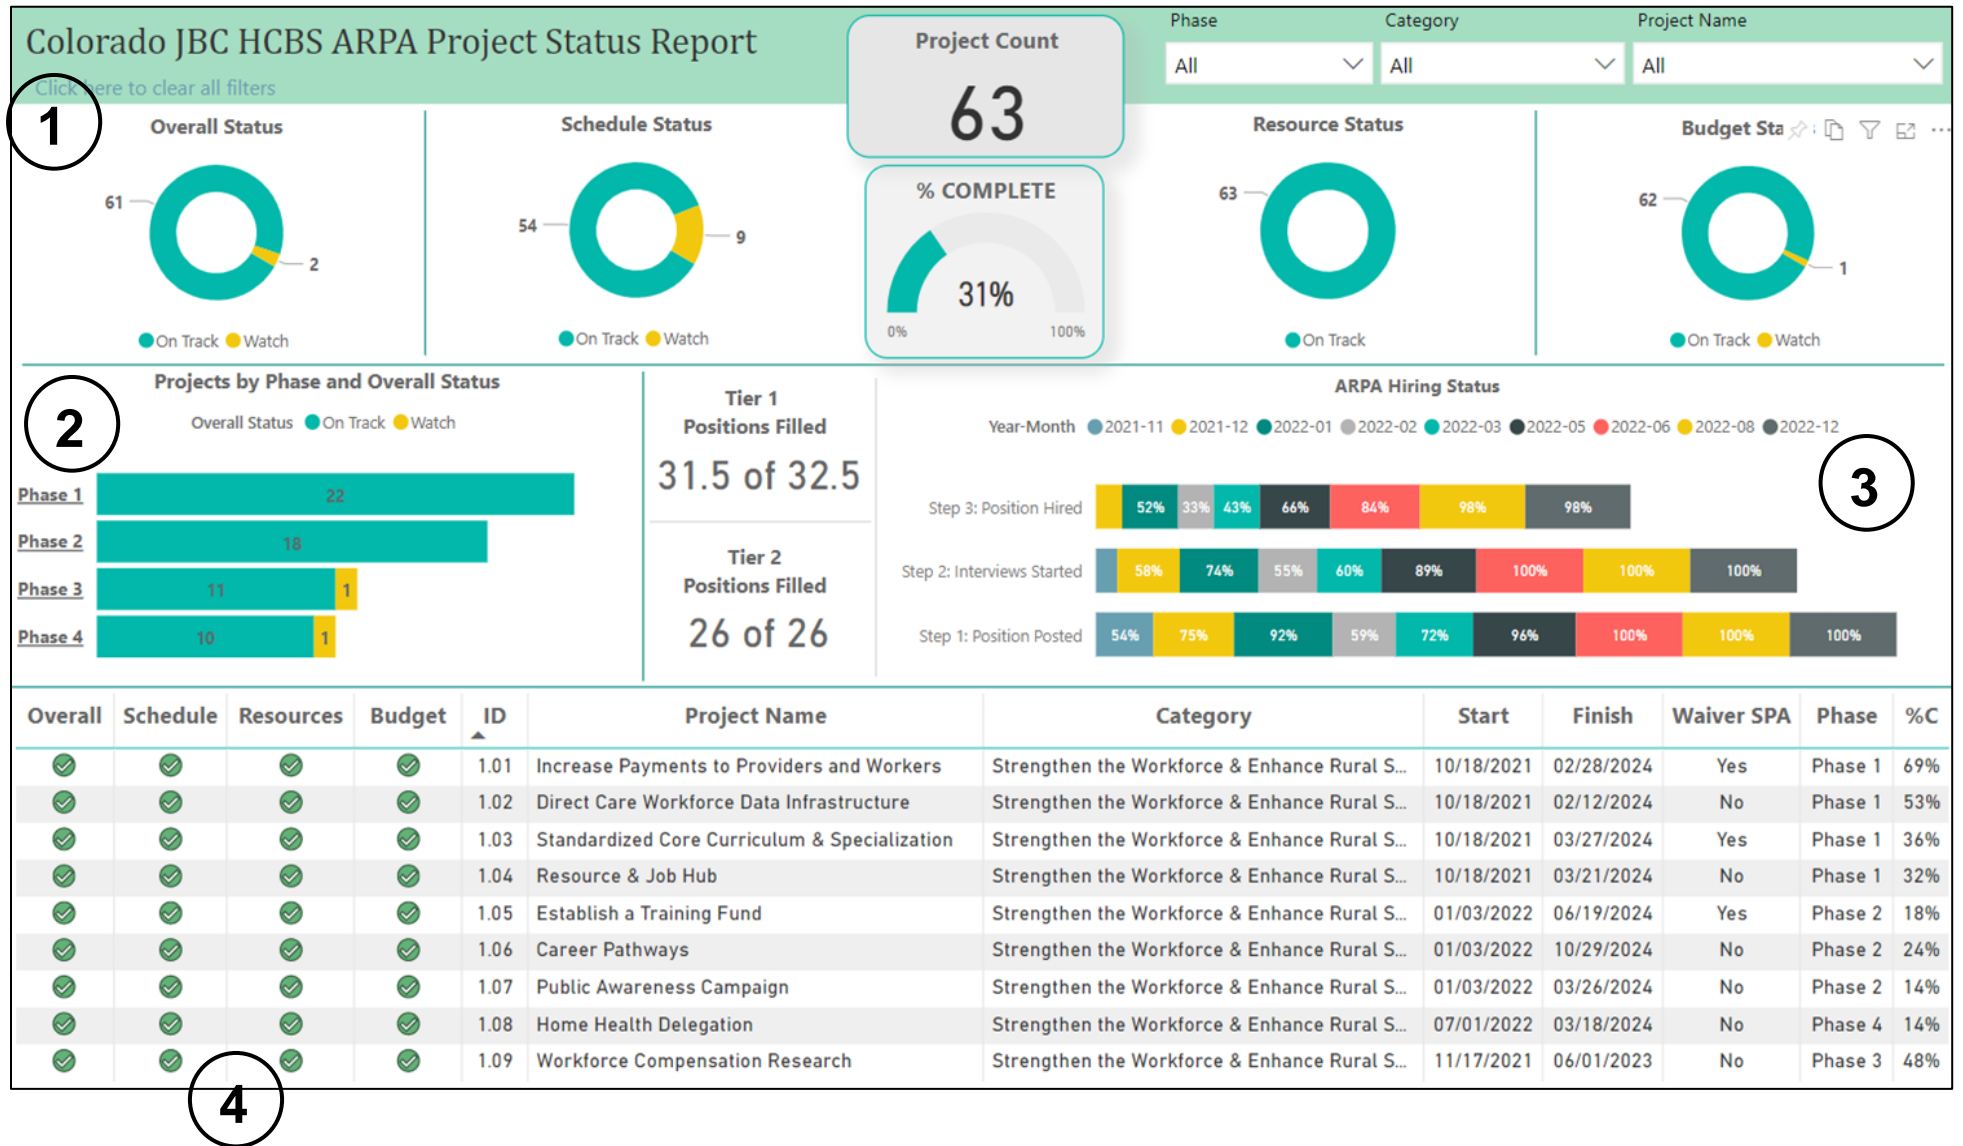 Colorado JBC HCBS ARPA Project Status Report
Click here to clear all filters
Project Count
63
Phase
All
Category
All
Project Name
All
1
Overall Status
61
2
On Track Watch
Schedule Status
54
9
On Track Watch
% COMPLETE
31%
0% 100%
Resource Status
63
On Track
Budget Sta
62
1
On Track Watch
2
Projects by Phase and Overall Status
Overall Status On Track Watch
Phase 1 22
Phase 2 18
Phase 3 11 1
Phase 4 10 1
Tier 1
Positions Filled
31.5 of 32.5
Tier 2
Positions Filled
26 of 26
ARPA Hiring Status
Year-Month 2021-11 2021-12 2022-01 2022-02 2022-03 2022-05 2022-06 2022-08 2022-12
3
Step 3: Position Hired 52% 33% 43% 66% 84% 98% 98%
Step 2: Interviews Started 58% 74% 55% 60% 89% 100% 100% 100%
Step 1: Position Posted 54% 75% 92% 59% 72% 96% 100% 100% 100%
Overall Schedule Resources Budget ID Project Name Category Start Finish Waiver SPA Phase %C
1.01 Increase Payments to Providers and Workers Strengthen the Workforce & Enhance Rural S... 10/18/2021 02/28/2024 Yes Phase 1 69%
1.02 Direct Care Workforce Data Infrastructure Strengthen the Workforce & Enhance Rural S... 10/18/2021 02/12/2024 No Phase 1 53%
1.03 Standardized Core Curriculum & Specialization Strengthen the Workforce & Enhance Rural S... 10/18/2021 03/27/2024 Yes Phase 1 36%
1.04 Resource & Job Hub Strengthen the Workforce & Enhance Rural S... 10/18/2021 03/21/2024 No Phase 1 32%
1.05 Establish a Training Fund Strengthen the Workforce & Enhance Rural S... 01/03/2022 06/19/2024 Yes Phase 2 18%
1.06 Career Pathways Strengthen the Workforce & Enhance Rural S... 01/03/2022 10/29/2024 No Phase 2 24%
1.07 Public Awareness Campaign Strengthen the Workforce & Enhance Rural S... 01/03/2022 03/26/2024 No Phase 2 14%
1.08 Home Health Delegation Strengthen the Workforce & Enhance Rural S... 07/01/2022 03/18/2024 No Phase 4 14%
1.09 Workforce Compensation Research Strengthen the Workforce & Enhance Rural S... 11/17/2021 06/01/2023 No Phase 3 48%
4